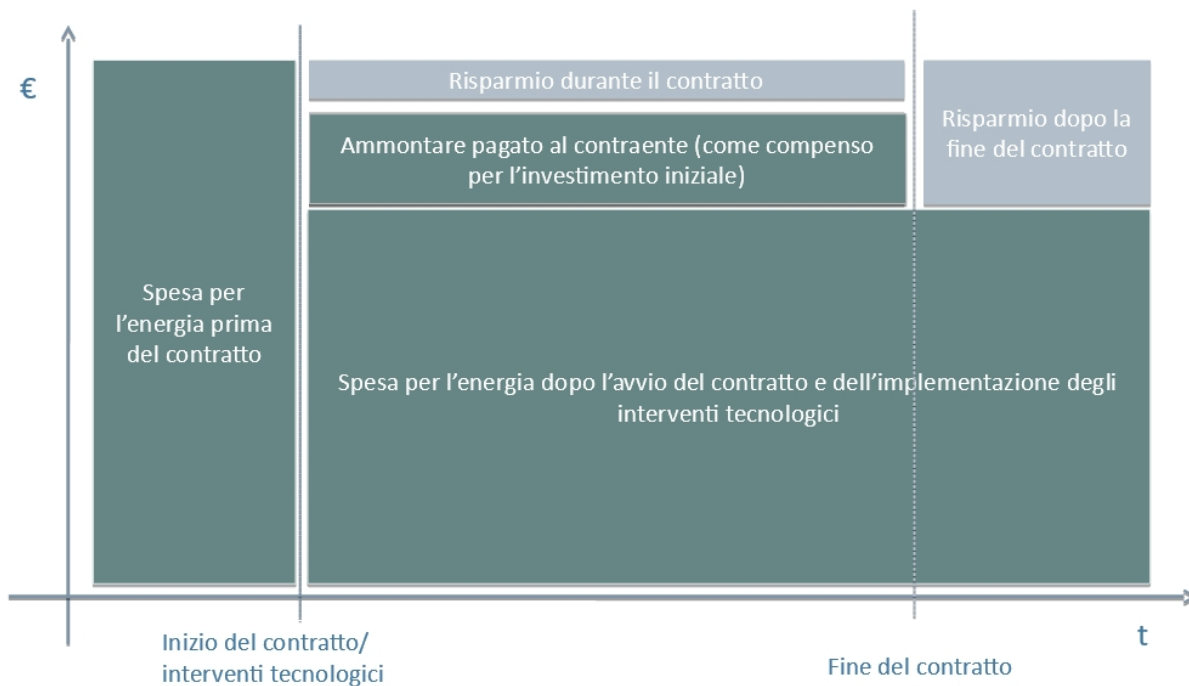 €
Risparmio durante il contratto
Ammontare pagato al contraente (come compenso
per l'investimento iniziale)
Risparmio dopo la
fine del contratto
Spesa per
l'energia prima
del contratto
Spesa per l'energia dopo l'avvio del contratto e dell'implementazione degli
interventi tecnologici
Inizio del contratto/
interventi tecnologici
Fine del contratto
t